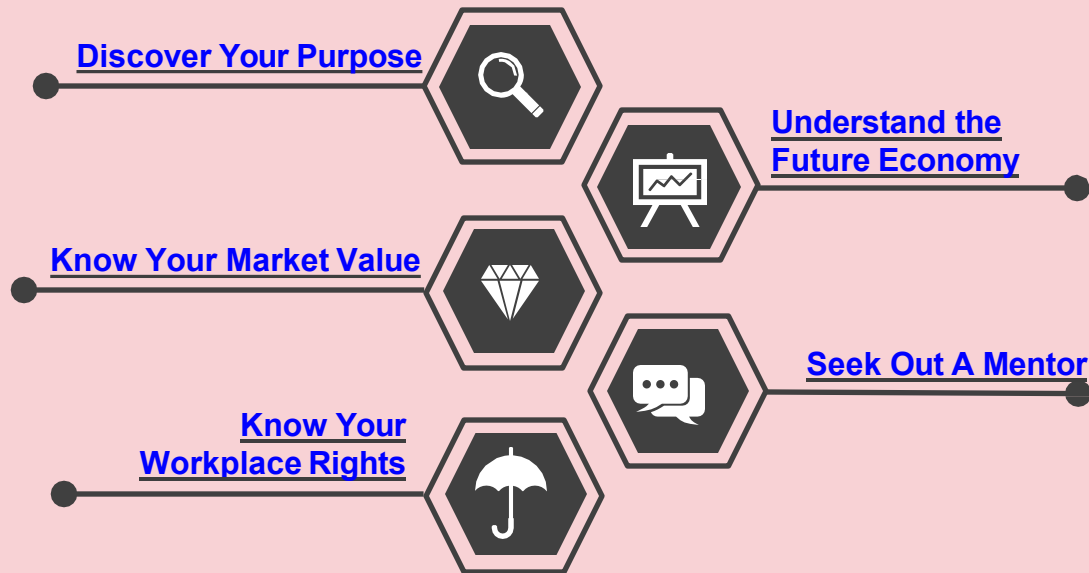 Discover Your Purpose
Understand the
Future Economy
Know Your Market Value
Seek Out A Mentor
Know Your
Workplace Rights